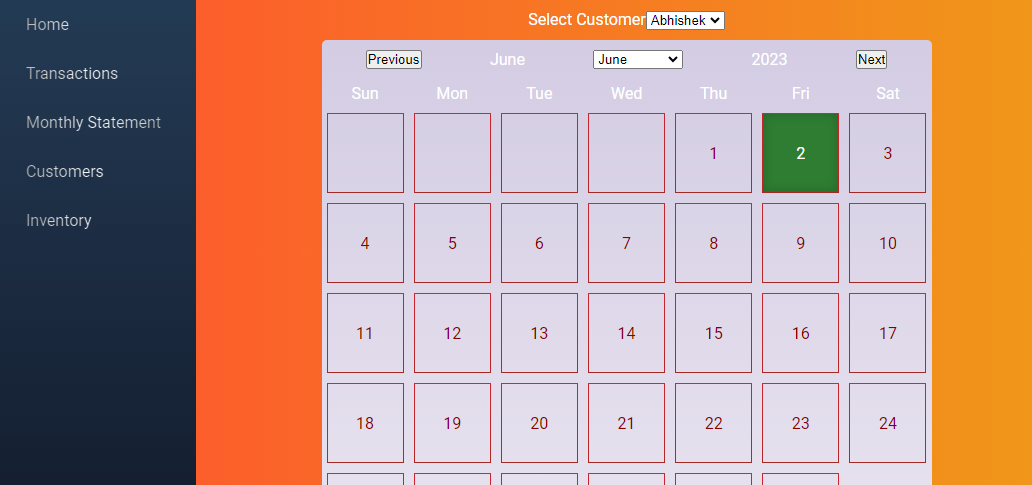 Home
Transactions
Monthly Statement
Customers
Inventory
Select Customer Abhishek
Previous June June 2023 Next
Sun Mon Tue Wed Thu Fri Sat
1 2 3
4 5 6 7 8 9 10
11 12 13 14 15 16 17
18 19 20 21 22 23 24